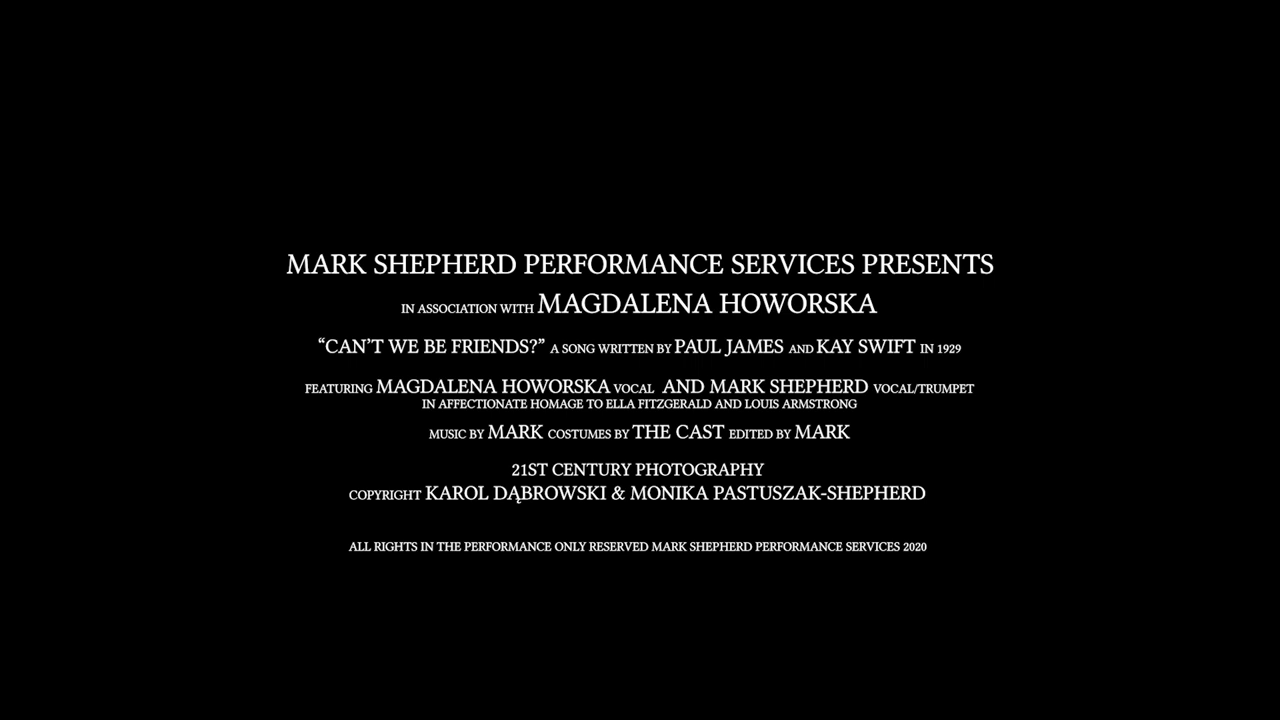 MARK SHEPHERD PERFORMANCE SERVICES PRESENTS
IN ASSOCIATION WITH MAGDALENA HOWORSKA
“CAN’T WE BE FRIENDS?” A SONG WRITTEN BY PAUL JAMES AND KAY SWIFT IN 1929
FEATURING MAGDALENA HOWORSKA VOCAL AND MARK SHEPHERD VOCAL/TRUMPET
IN AFFECTIONATE HOMAGE TO ELLA FITZGERALD AND LOUIS ARMSTRONG
MUSIC BY MARK COSTUMES BY THE CAST EDITED BY MARK
21ST CENTURY PHOTOGRAPHY
COPYRIGHT KAROL DĄBROWSKI & MONIKA PASTUSZAK-SHEPHERD
ALL RIGHTS IN THE PERFORMANCE ONLY RESERVED MARK SHEPHERD PERFORMANCE SERVICES 2020